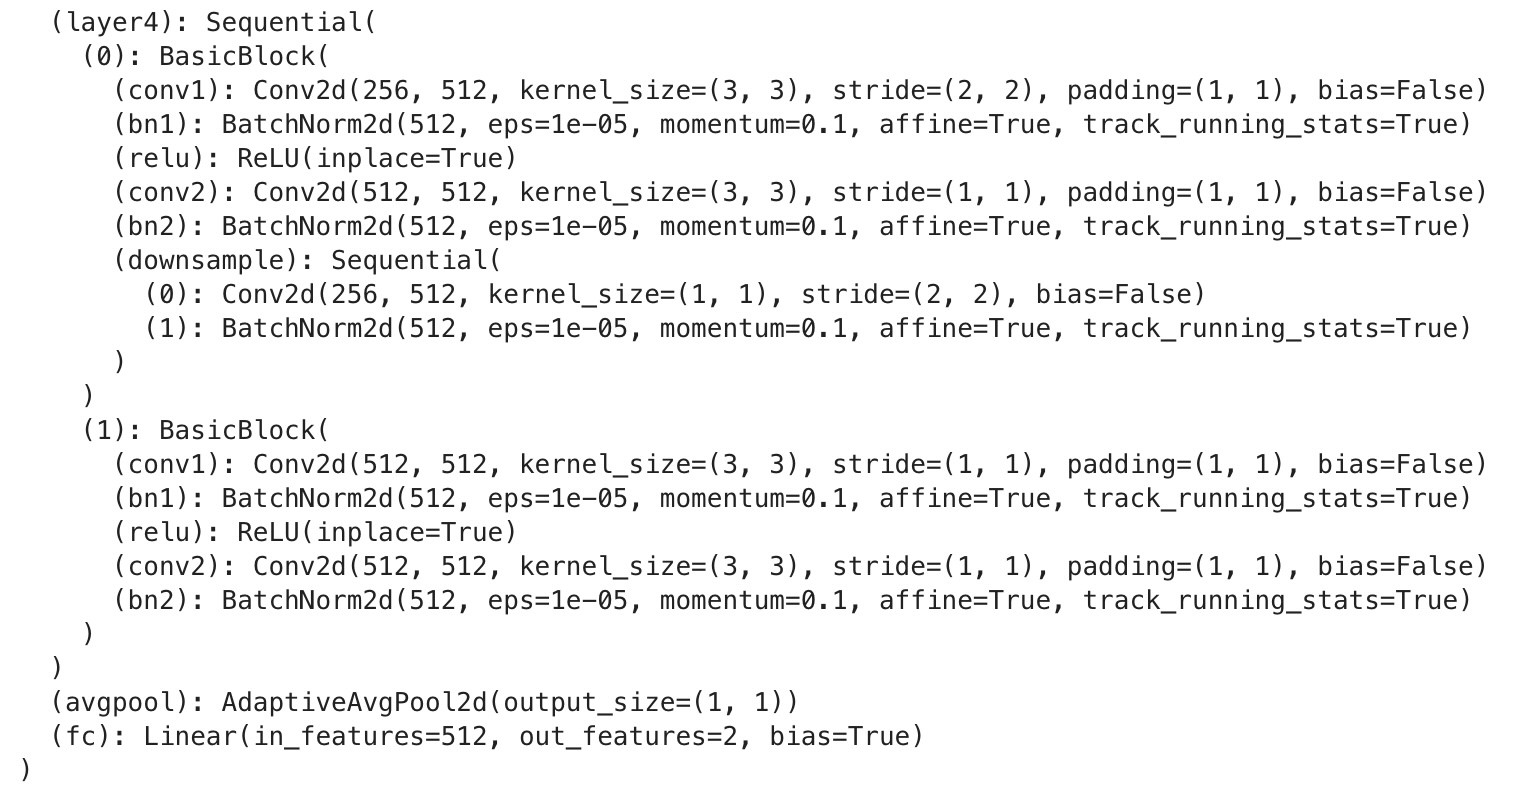 (layer4): Sequential(
(0): BasicBlock(
(conv1): Conv2d(256, 512, kernel_size=(3, 3), stride=(2, 2), padding=(1, 1), bias=False)
(bn1): BatchNorm2d(512, eps=1e-05, momentum=0.1, affine=True, track_running_stats=True)
(relu): ReLU(inplace=True)
(conv2): Conv2d(512, 512, kernel_size=(3, 3), stride=(1, 1), padding=(1, 1), bias=False)
(bn2): BatchNorm2d(512, eps=1e-05, momentum=0.1, affine=True, track_running_stats=True)
(downsample): Sequential(
(0): Conv2d(256, 512, kernel_size=(1, 1), stride=(2, 2), bias=False)
(1): BatchNorm2d(512, eps=1e-05, momentum=0.1, affine=True, track_running_stats=True)
)
)
(1): BasicBlock(
(conv1): Conv2d(512, 512, kernel_size=(3, 3), stride=(1, 1), padding=(1, 1), bias=False)
(bn1): BatchNorm2d(512, eps=1e-05, momentum=0.1, affine=True, track_running_stats=True)
(relu): ReLU(inplace=True)
(conv2): Conv2d(512, 512, kernel_size=(3, 3), stride=(1, 1), padding=(1, 1), bias=False)
(bn2): BatchNorm2d(512, eps=1e-05, momentum=0.1, affine=True, track_running_stats=True)
)
)
(avgpool): AdaptiveAvgPool2d(output_size=(1, 1))
(fc): Linear(in_features=512, out_features=2, bias=True)
)